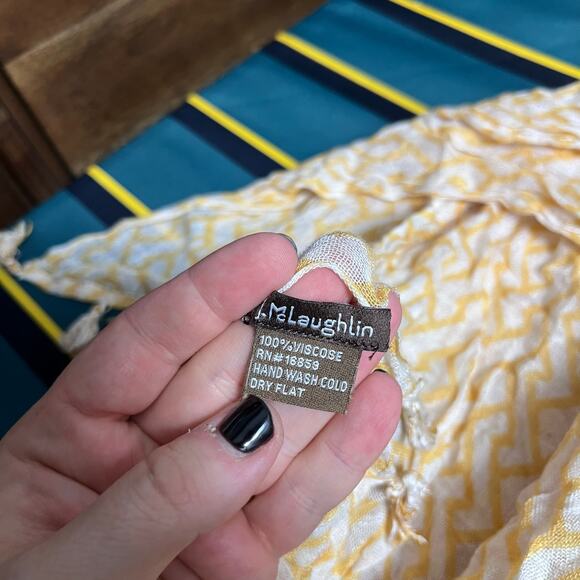 J.McLaughlin
100%VISCOSE
RN#16859
HAND WASH COLD
DRY FLAT